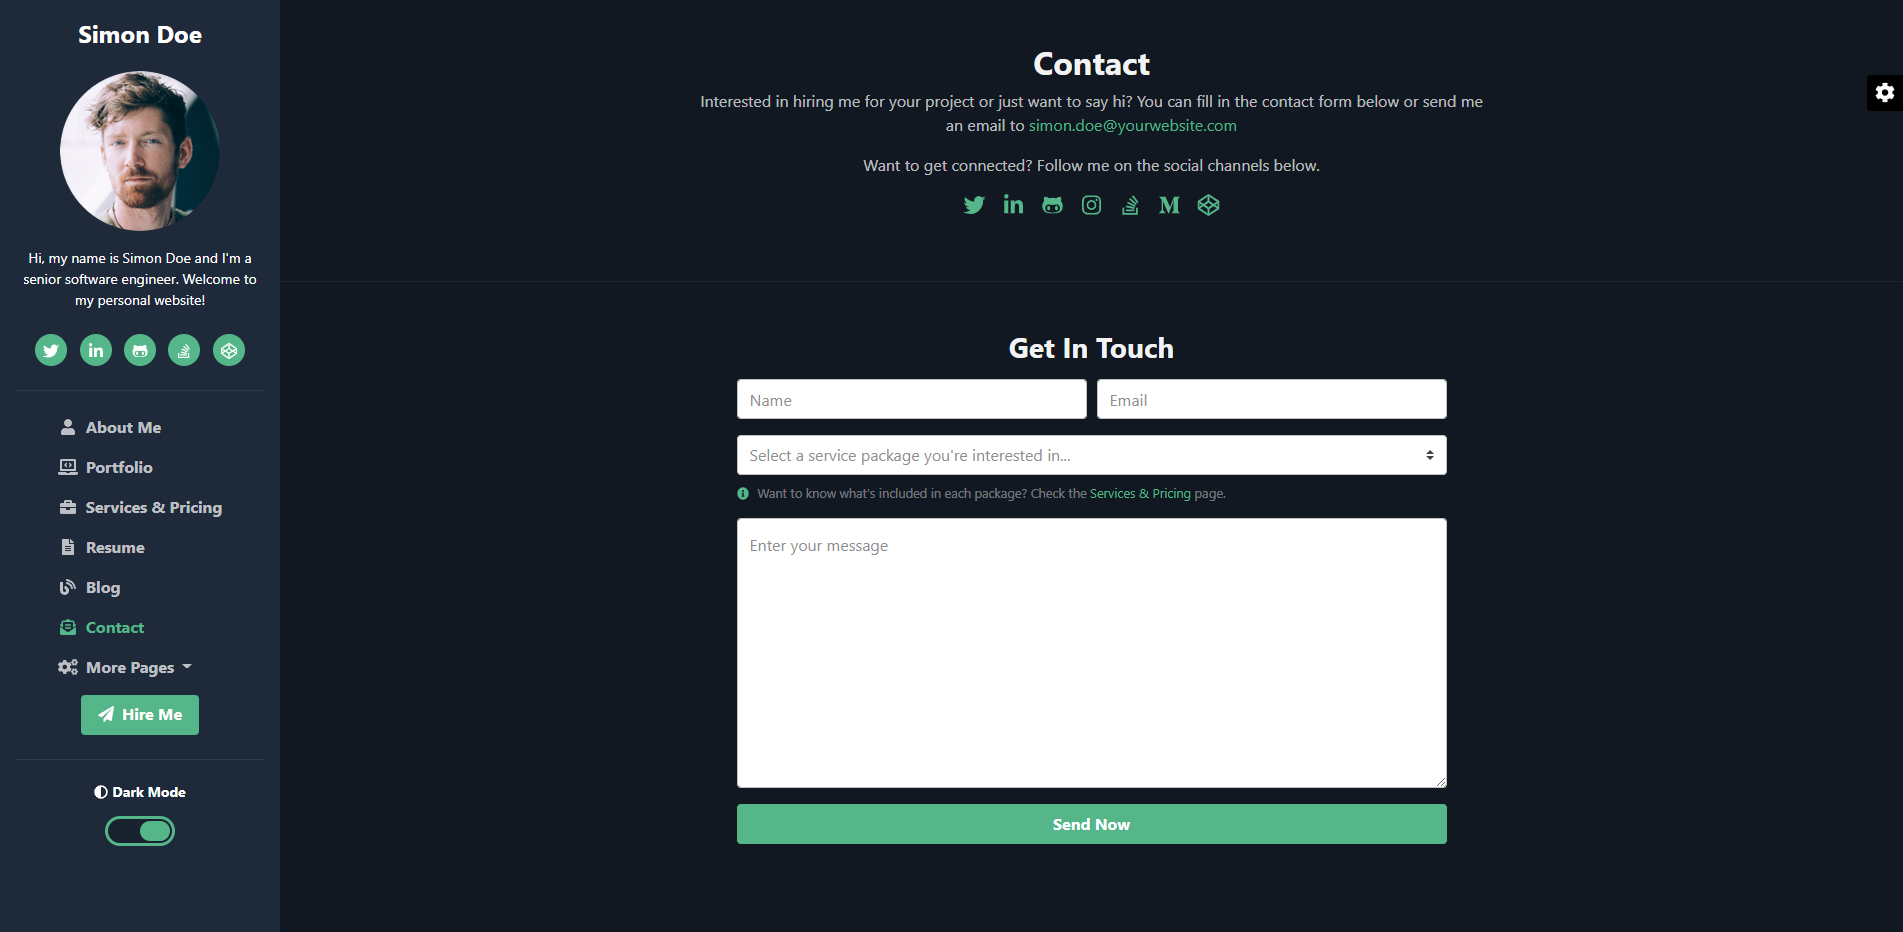 Simon Doe
Hi, my name is Simon Doe and I'm a
senior software engineer. Welcome to
my personal website!
About Me
Portfolio
Services & Pricing
Resume
Blog
Contact
More Pages
Hire Me
Dark Mode
Contact
Interested in hiring me for your project or just want to say hi? You can fill in the contact form below or send me
an email to simon.doe@yourwebsite.com
Want to get connected? Follow me on the social channels below.
Get In Touch
Name
Email
Select a service package you're interested in...
Want to know what's included in each package? Check the Services & Pricing page.
Enter your message
Send Now